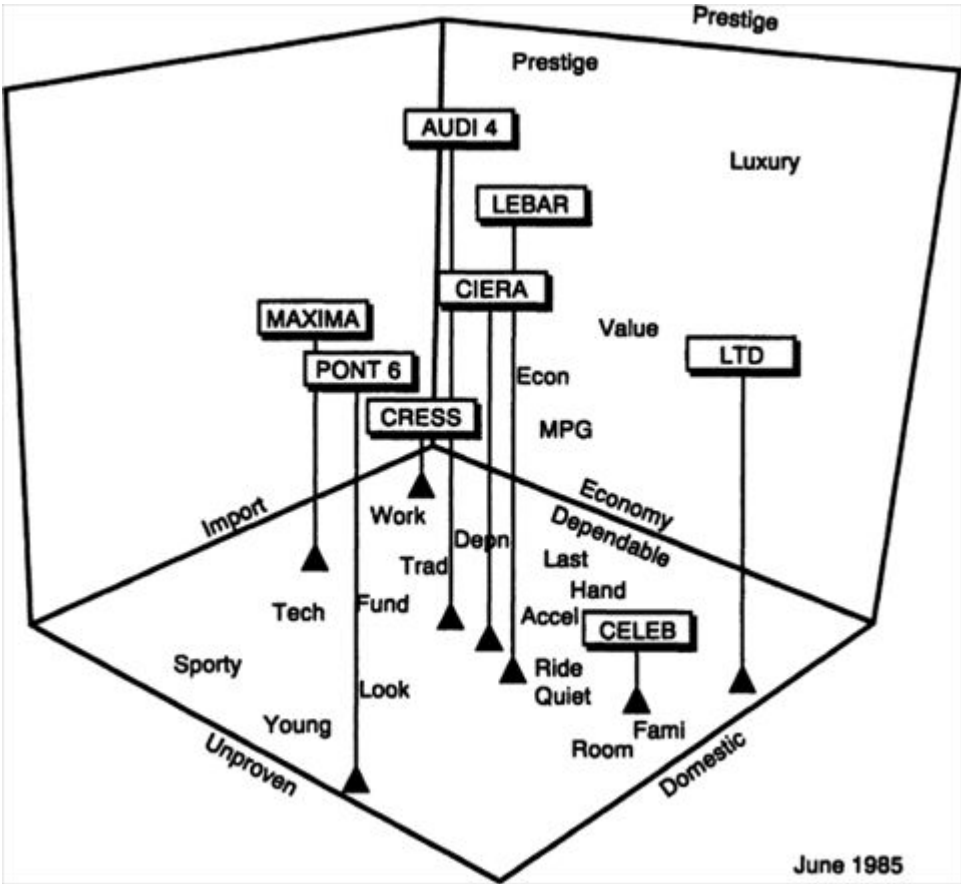 Prestige
Prestige
AUDI 4
Luxury
LEBAR
CIERA
MAXIMA
Value
LTD
PONT 6
Econ
CRESS
MPG
Import
Economy
Work
Dependable
Depn
Last
Trad
Hand
Tech
Fund
Accel
CELEB
Sporty
Ride
Look
Quiet
Young
Fami
Room
Unproven
Domestic
June 1985